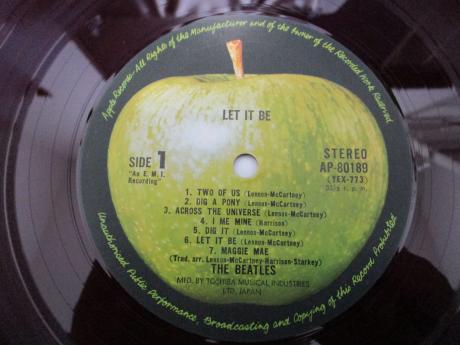 Apple Records—All Rights of the Manufacturer and of the Owner of the Recorded Work Reserved
LET IT BE
SIDE 1
"An E. M. I.
Recording"
STEREO
AP-80189
(YEX-773)
33⅓ r. p. m.
1. TWO OF US (Lennon-McCartney)
2. DIG A PONY (Lennon-McCartney)
3. ACROSS THE UNIVERSE (Lennon-McCartney)
4. I ME MINE (Harrison)
5. DIG IT (Lennon-McCartney)
6. LET IT BE (Lennon-McCartney)
7. MAGGIE MAE
(Trad. arr. Lennon-McCartney-Harrison-Starkey)
THE BEATLES
MFD. BY TOSHIBA MUSICAL INDUSTRIES
LTD. JAPAN
Unauthorized Public Performance, Broadcasting and Copying of this Record Prohibited